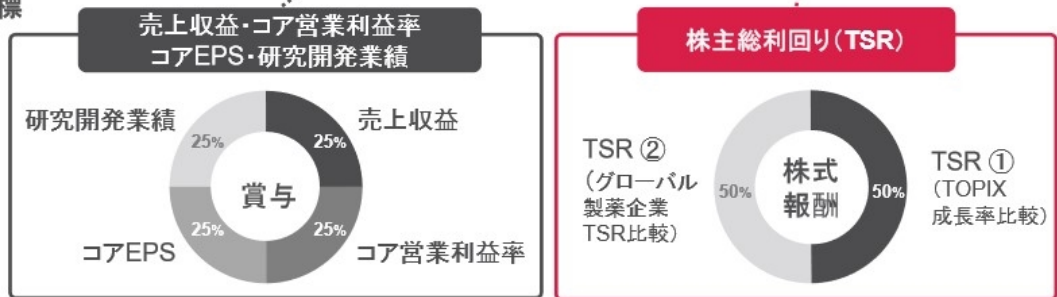 標
売上収益・コア営業利益率
コアEPS・研究開発業績
研究開発業績
25%
25%
売上収益
賞与
コアEPS
25%
25%
コア営業利益率
株主総利回り(TSR)
TSR ②
(グローバル
製薬企業
TSR比較)
50%
株式
報酬
50%
TSR ①
(TOPIX
成長率比較)